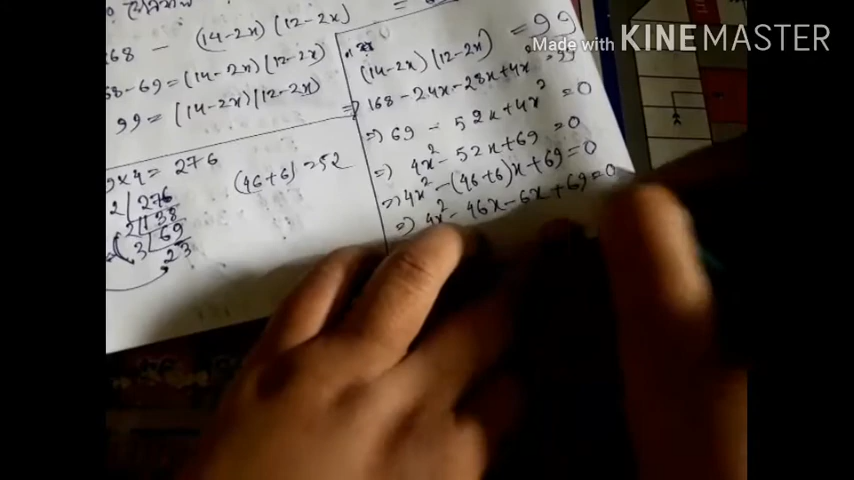 168 - (14-2x) (12-2x) =
168-69 = (14-2x)(12-2x)
99 = (14-2x)(12-2x)
9×4 = 276
2 | 276
2 | 138
3 | 69
23
(46+6) = 52
(14-2x) (12-2x) = 99
⇒ 168 - 24x - 28x + 4x² = 99
⇒ 69 - 52x + 4x² = 0
⇒ 4x² - 52x + 69 = 0
⇒ 4x² - (46+6)x + 69 = 0
⇒ 4x² - 46x - 6x + 69 = 0
Made with KINEMASTER